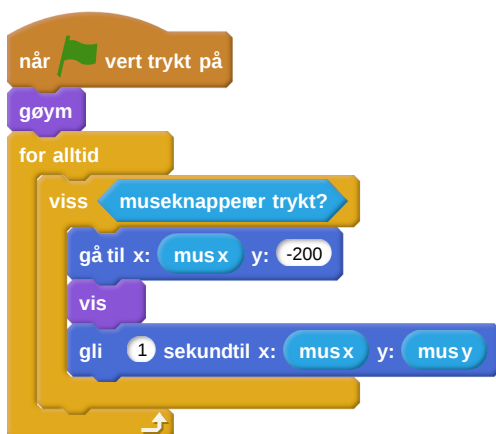 når vert trykt på
gøym
for alltid
viss museknappen er trykt?
gå til x: mus x y: -200
vis
gli 1 sekund til x: mus x y: mus y